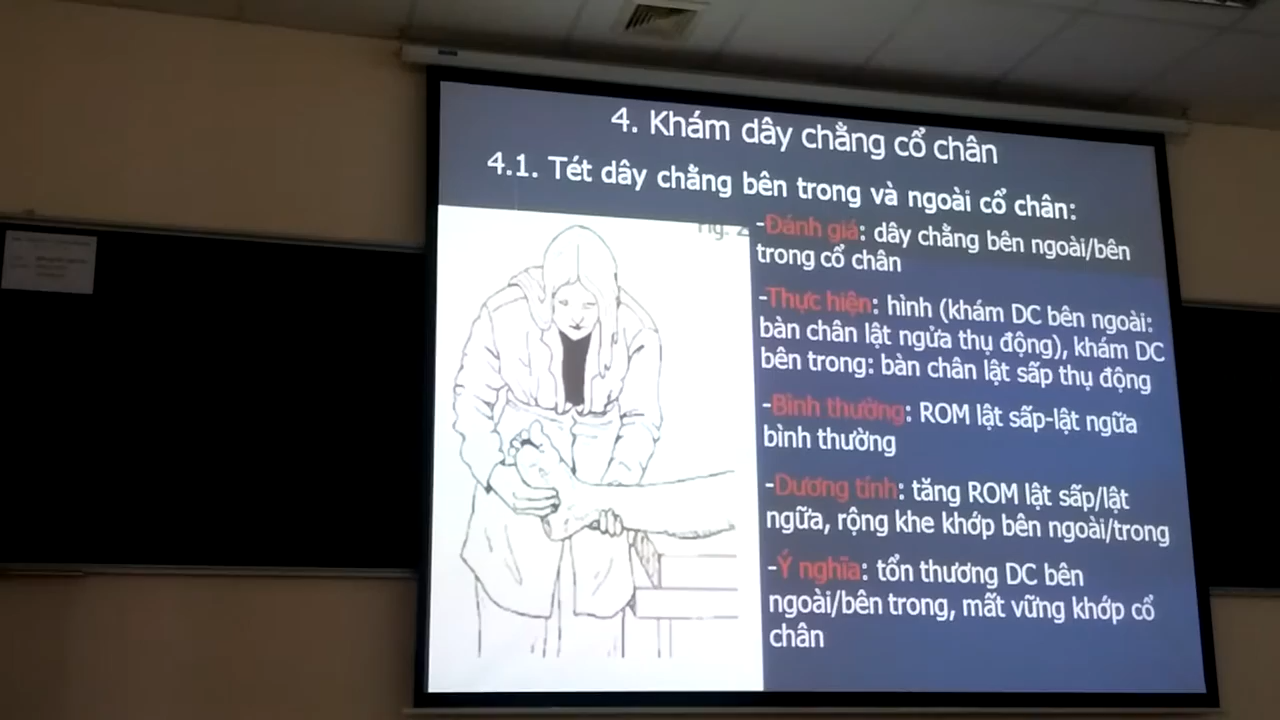 4. Khám dây chằng cổ chân
4.1. Tét dây chằng bên trong và ngoài cổ chân:
-Đánh giá: dây chằng bên ngoài/bên
trong cổ chân
-Thực hiện: hình (khám DC bên ngoài:
bàn chân lật ngửa thụ động), khám DC
bên trong: bàn chân lật sấp thụ động
-Bình thường: ROM lật sấp-lật ngữa
bình thường
-Dương tính: tăng ROM lật sấp/lật
ngữa, rộng khe khớp bên ngoài/trong
-Ý nghĩa: tổn thương DC bên
ngoài/bên trong, mất vững khớp cổ
chân